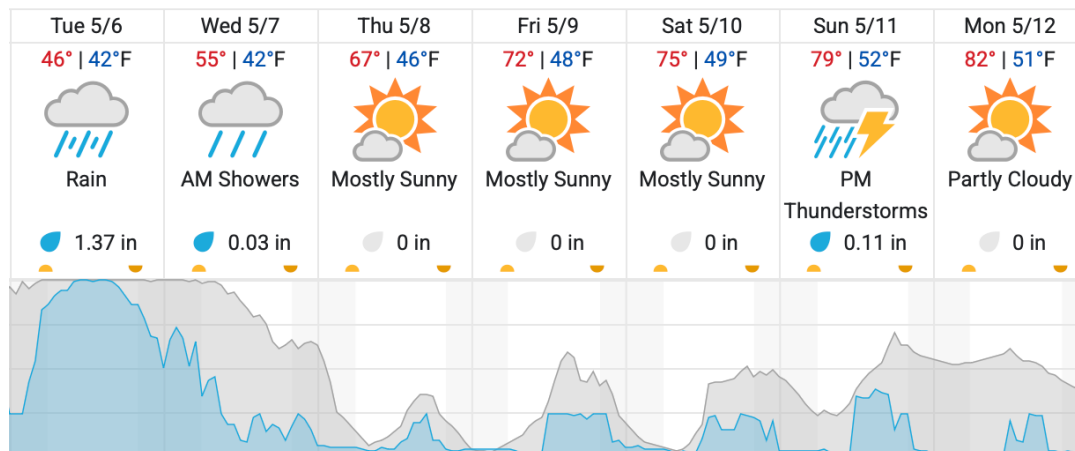 Tue 5/6
Wed 5/7
Thu 5/8
Fri 5/9
Sat 5/10
Sun 5/11
Mon 5/12
46° | 42°F
55° | 42°F
67° | 46°F
72° | 48°F
75° | 49°F
79° | 52°F
82° | 51°F
Rain
AM Showers
Mostly Sunny
Mostly Sunny
Mostly Sunny
PM
Thunderstorms
Partly Cloudy
1.37 in
0.03 in
0 in
0 in
0 in
0.11 in
0 in